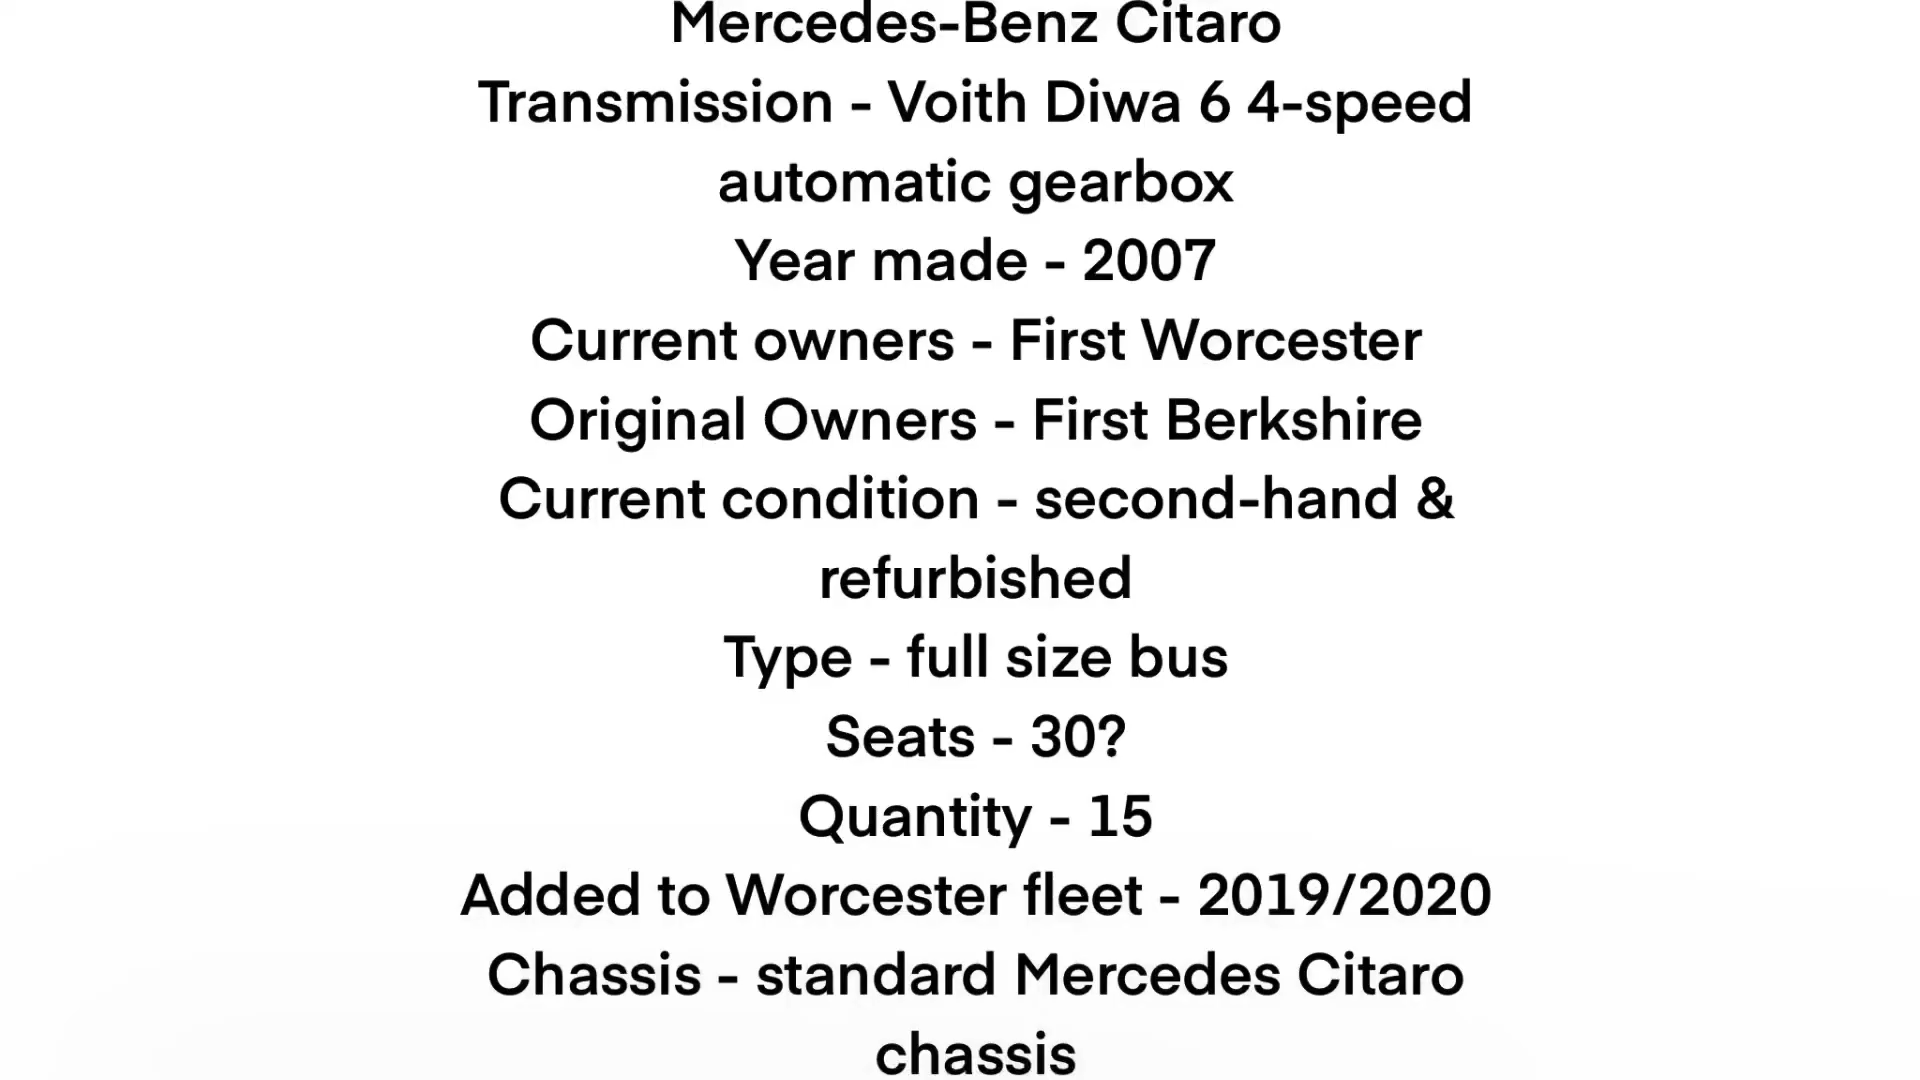 Mercedes-Benz Citaro
Transmission - Voith Diwa 6 4-speed
automatic gearbox
Year made - 2007
Current owners - First Worcester
Original Owners - First Berkshire
Current condition - second-hand &
refurbished
Type - full size bus
Seats - 30?
Quantity - 15
Added to Worcester fleet - 2019/2020
Chassis - standard Mercedes Citaro
chassis